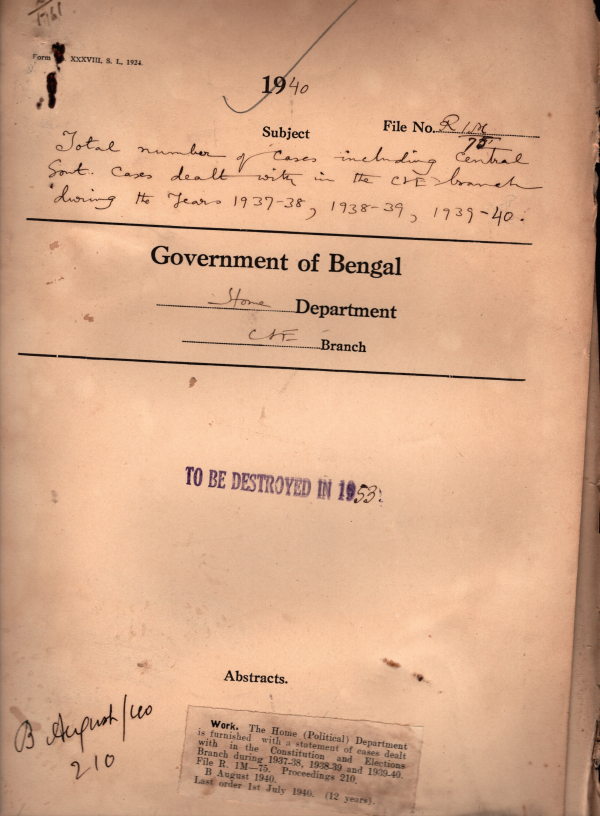 XXXVIII, S. I., 1924.
1940
Subject
File No. R 1M
75
Total number of cases including Central
Govt. Cases dealt with in the C&E branch
during the Years 1937-38, 1938-39, 1939-40.
Government of Bengal
Home Department
C&E Branch
TO BE DESTROYED IN 1953.
Abstracts.
B August/40
210
Work. The Home (Political) Department
is furnished with a statement of cases dealt
with in the Constitution and Elections
Branch during 1937-38, 1938-39 and 1939-40.
File R. 1M—75. Proceedings 210.
B August 1940.
Last order 1st July 1940. (12 years).